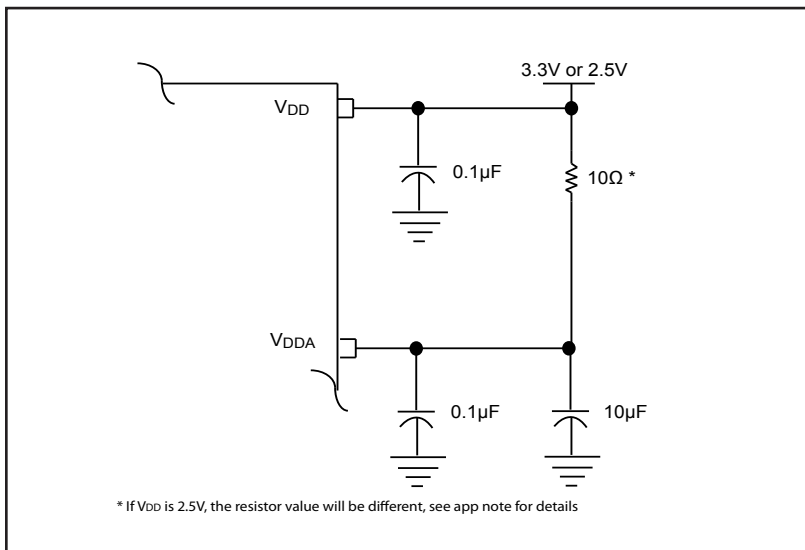 3.3V or 2.5V
VDD
0.1µF
10Ω *
VDDA
0.1µF
10µF
* If VDD is 2.5V, the resistor value will be different, see app note for details